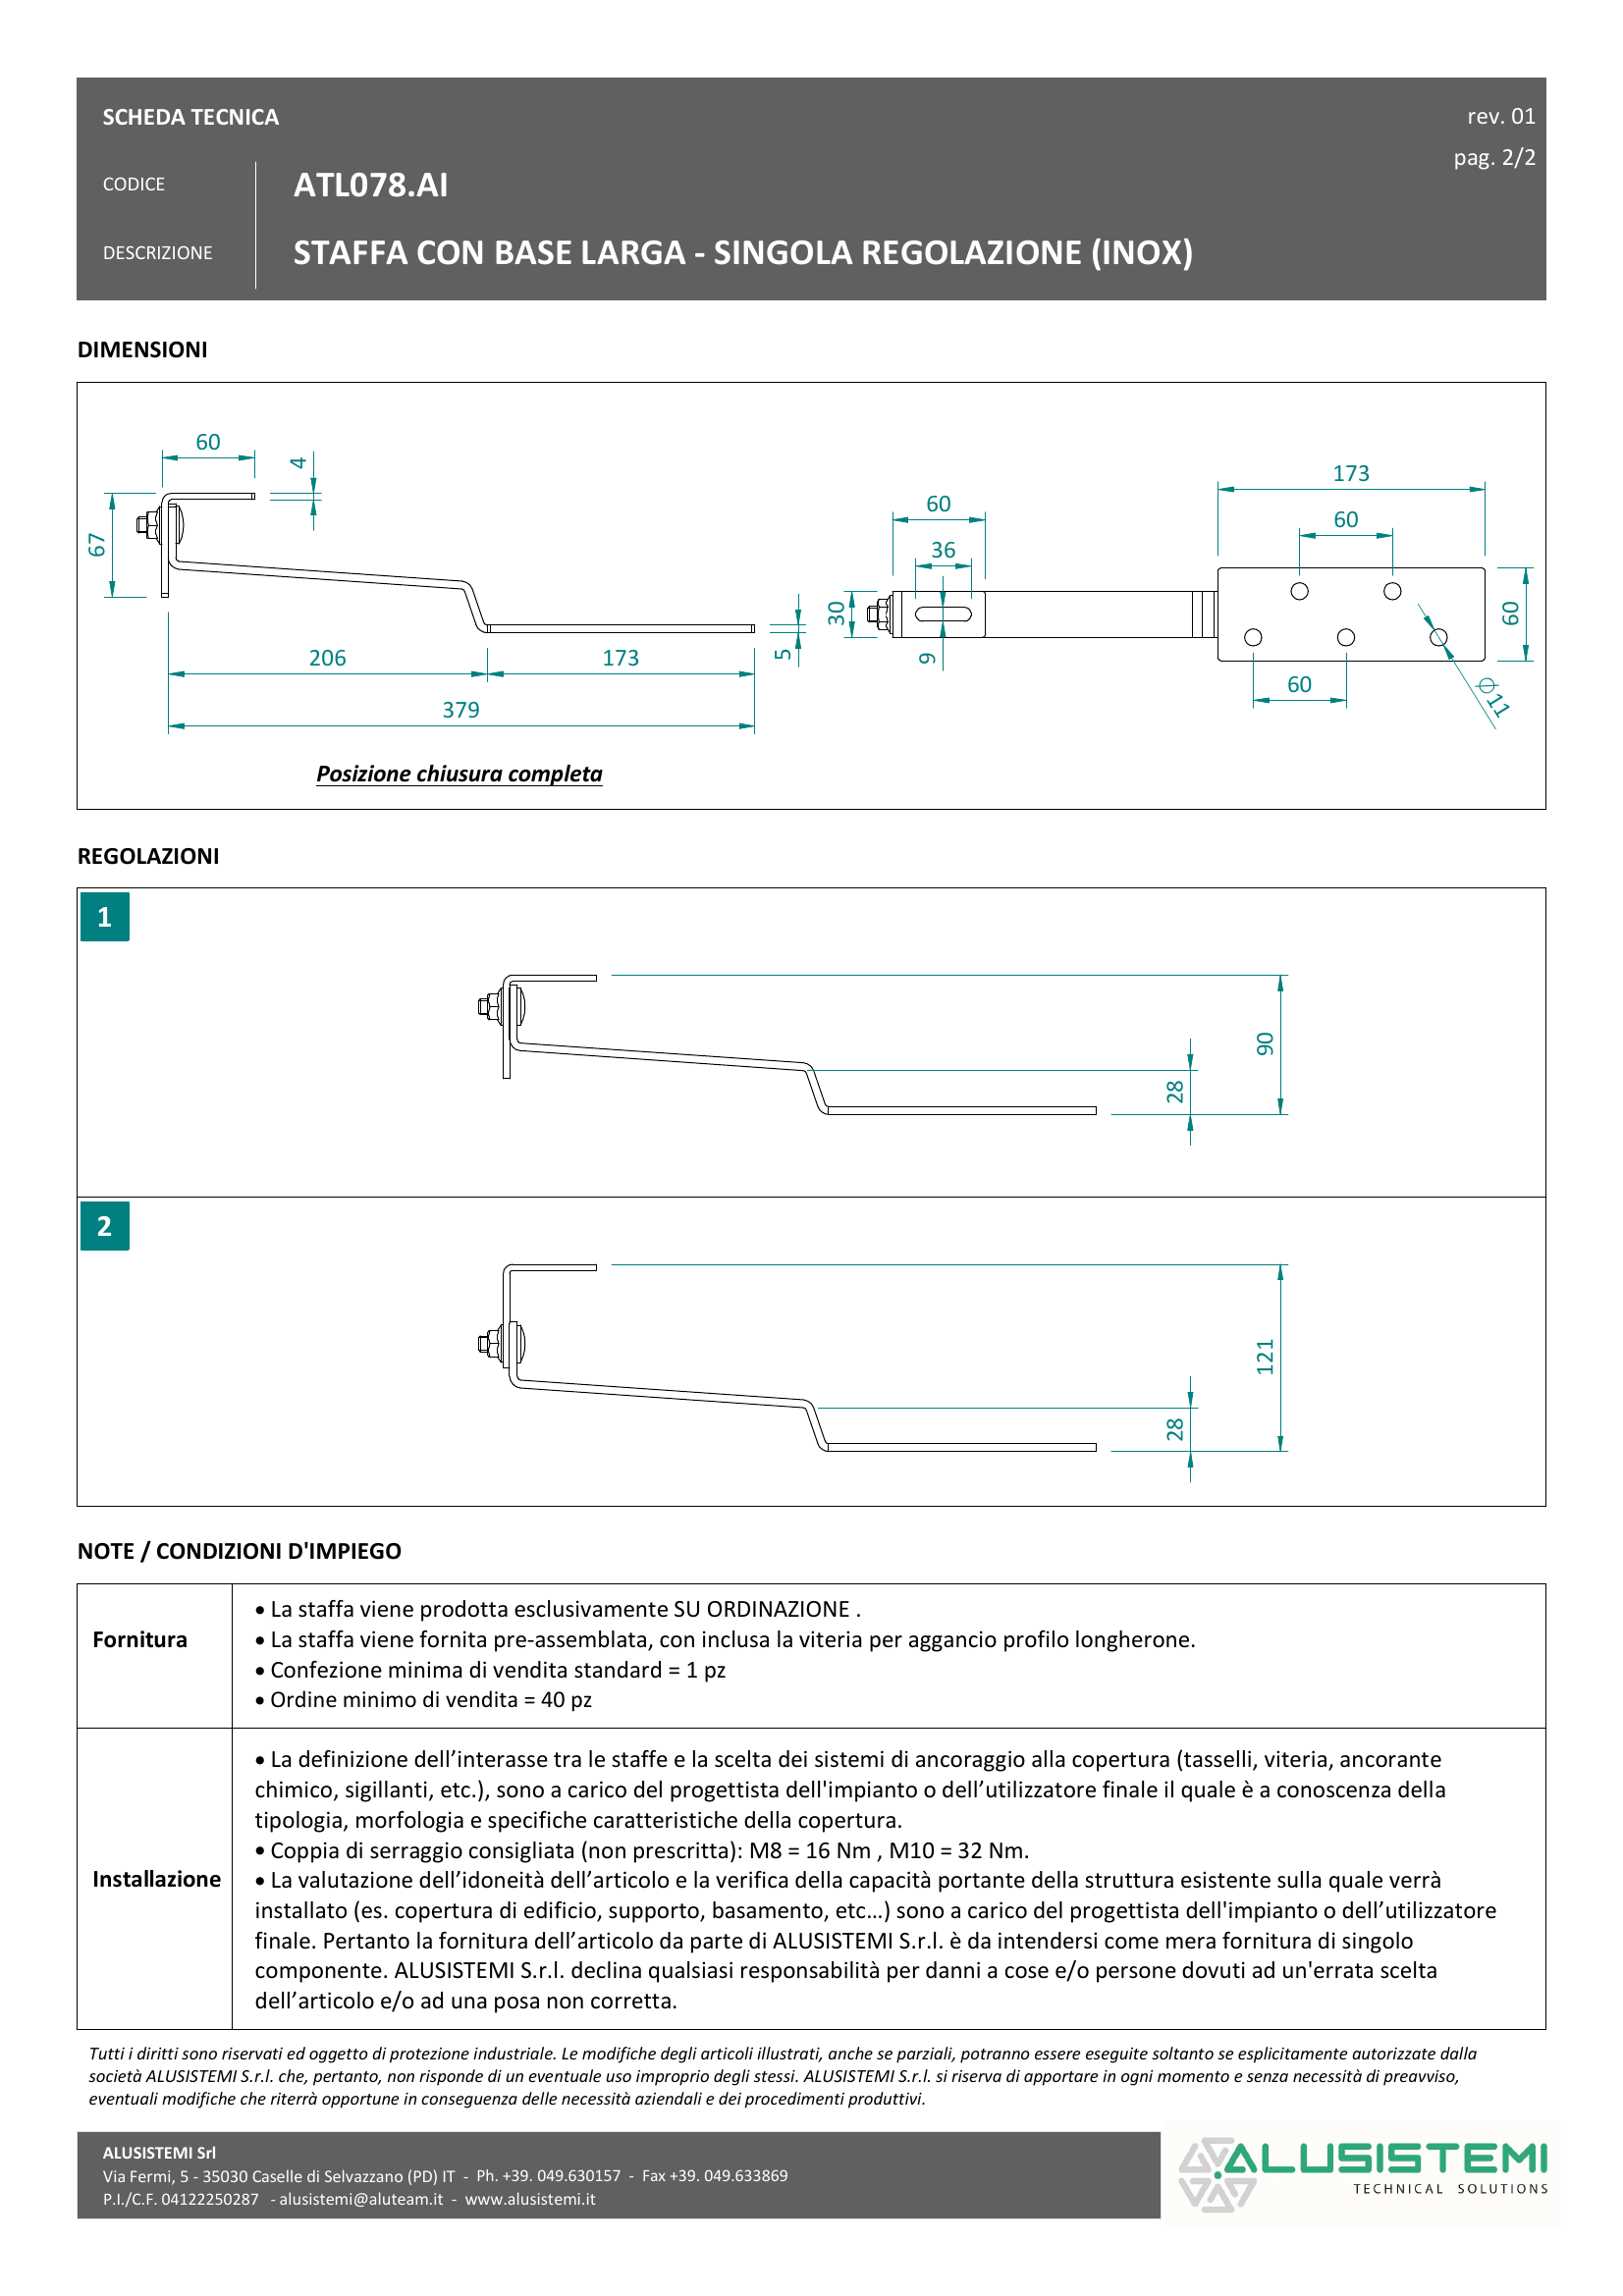 SCHEDA TECNICA
rev. 01
pag. 2/2
CODICE
ATL078.AI
DESCRIZIONE
STAFFA CON BASE LARGA - SINGOLA REGOLAZIONE (INOX)
DIMENSIONI
60
4
67
206
173
5
379
Posizione chiusura completa
173
60
60
36
30
9
60
60
∅11
REGOLAZIONI
1
90
28
2
121
28
NOTE / CONDIZIONI D'IMPIEGO
Fornitura
• La staffa viene prodotta esclusivamente SU ORDINAZIONE .
• La staffa viene fornita pre-assemblata, con inclusa la viteria per aggancio profilo longherone.
• Confezione minima di vendita standard = 1 pz
• Ordine minimo di vendita = 40 pz
Installazione
• La definizione dell’interasse tra le staffe e la scelta dei sistemi di ancoraggio alla copertura (tasselli, viteria, ancorante
chimico, sigillanti, etc.), sono a carico del progettista dell'impianto o dell’utilizzatore finale il quale è a conoscenza della
tipologia, morfologia e specifiche caratteristiche della copertura.
• Coppia di serraggio consigliata (non prescritta): M8 = 16 Nm , M10 = 32 Nm.
• La valutazione dell’idoneità dell’articolo e la verifica della capacità portante della struttura esistente sulla quale verrà
installato (es. copertura di edificio, supporto, basamento, etc…) sono a carico del progettista dell'impianto o dell’utilizzatore
finale. Pertanto la fornitura dell’articolo da parte di ALUSISTEMI S.r.l. è da intendersi come mera fornitura di singolo
componente. ALUSISTEMI S.r.l. declina qualsiasi responsabilità per danni a cose e/o persone dovuti ad un'errata scelta
dell’articolo e/o ad una posa non corretta.
Tutti i diritti sono riservati ed oggetto di protezione industriale. Le modifiche degli articoli illustrati, anche se parziali, potranno essere eseguite soltanto se esplicitamente autorizzate dalla
società ALUSISTEMI S.r.l. che, pertanto, non risponde di un eventuale uso improprio degli stessi. ALUSISTEMI S.r.l. si riserva di apportare in ogni momento e senza necessità di preavviso,
eventuali modifiche che riterrà opportune in conseguenza delle necessità aziendali e dei procedimenti produttivi.
ALUSISTEMI Srl
Via Fermi, 5 - 35030 Caselle di Selvazzano (PD) IT - Ph. +39. 049.630157 - Fax +39. 049.633869
P.I./C.F. 04122250287 - alusistemi@aluteam.it - www.alusistemi.it
ALUSISTEMI
TECHNICAL SOLUTIONS